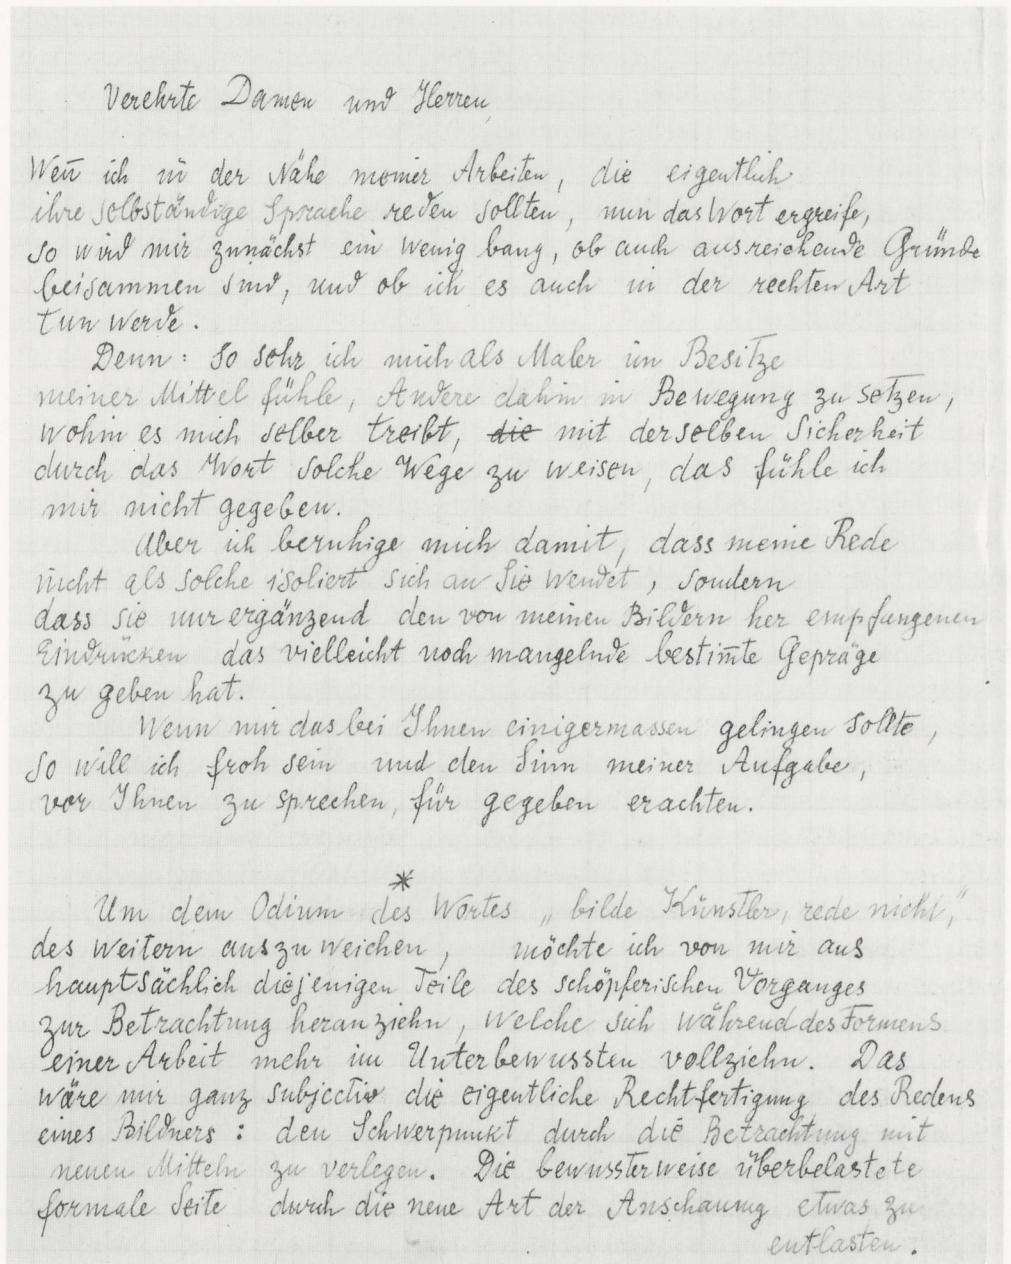 Verehrte Damen und Herren,
Weñ ich in der Nähe meiner Arbeiten, die eigentlich
ihre selbständige Sprache reden sollten, nun das Wort ergreife,
so wird mir zunächst ein wenig bang, ob auch ausreichende Gründe
beisammen sind, und ob ich es auch in der rechten Art
tun werde.
Denn: so sehr ich mich als Maler im Besitze
meiner Mittel fühle, Andere dahin in Bewegung zu setzen,
wohin es mich selber treibt, die mit derselben Sicherheit
durch das Wort solche Wege zu weisen, das fühle ich
mir nicht gegeben.
Aber ich beruhige mich damit, dass meine Rede
nicht als solche isoliert sich an Sie wendet, sondern
dass sie nur ergänzend den von meinen Bildern her empfangenen
Eindrücken das vielleicht noch mangelnde bestim̄te Gepräge
zu geben hat.
Wenn mir das bei Ihnen einigermassen gelingen sollte,
so will ich froh sein und den Sinn meiner Aufgabe,
vor Ihnen zu sprechen, für gegeben erachten.
*
Um dem Odium des Wortes „bilde Künstler, rede nicht,"
des weitern auszuweichen, möchte ich von mir aus
hauptsächlich diejenigen Teile des schöpferischen Vorganges
zur Betrachtung heranziehn, welche sich während des Formens
einer Arbeit mehr im Unterbewussten vollziehn. Das
wäre mir ganz subjectiv die eigentliche Rechtfertigung des Redens
eines Bildners: den Schwerpunkt durch die Betrachtung mit
neuen Mitteln zu verlegen. Die bewussterweise überbelastete
formale Seite durch die neue Art der Anschauung etwas zu
entlasten.